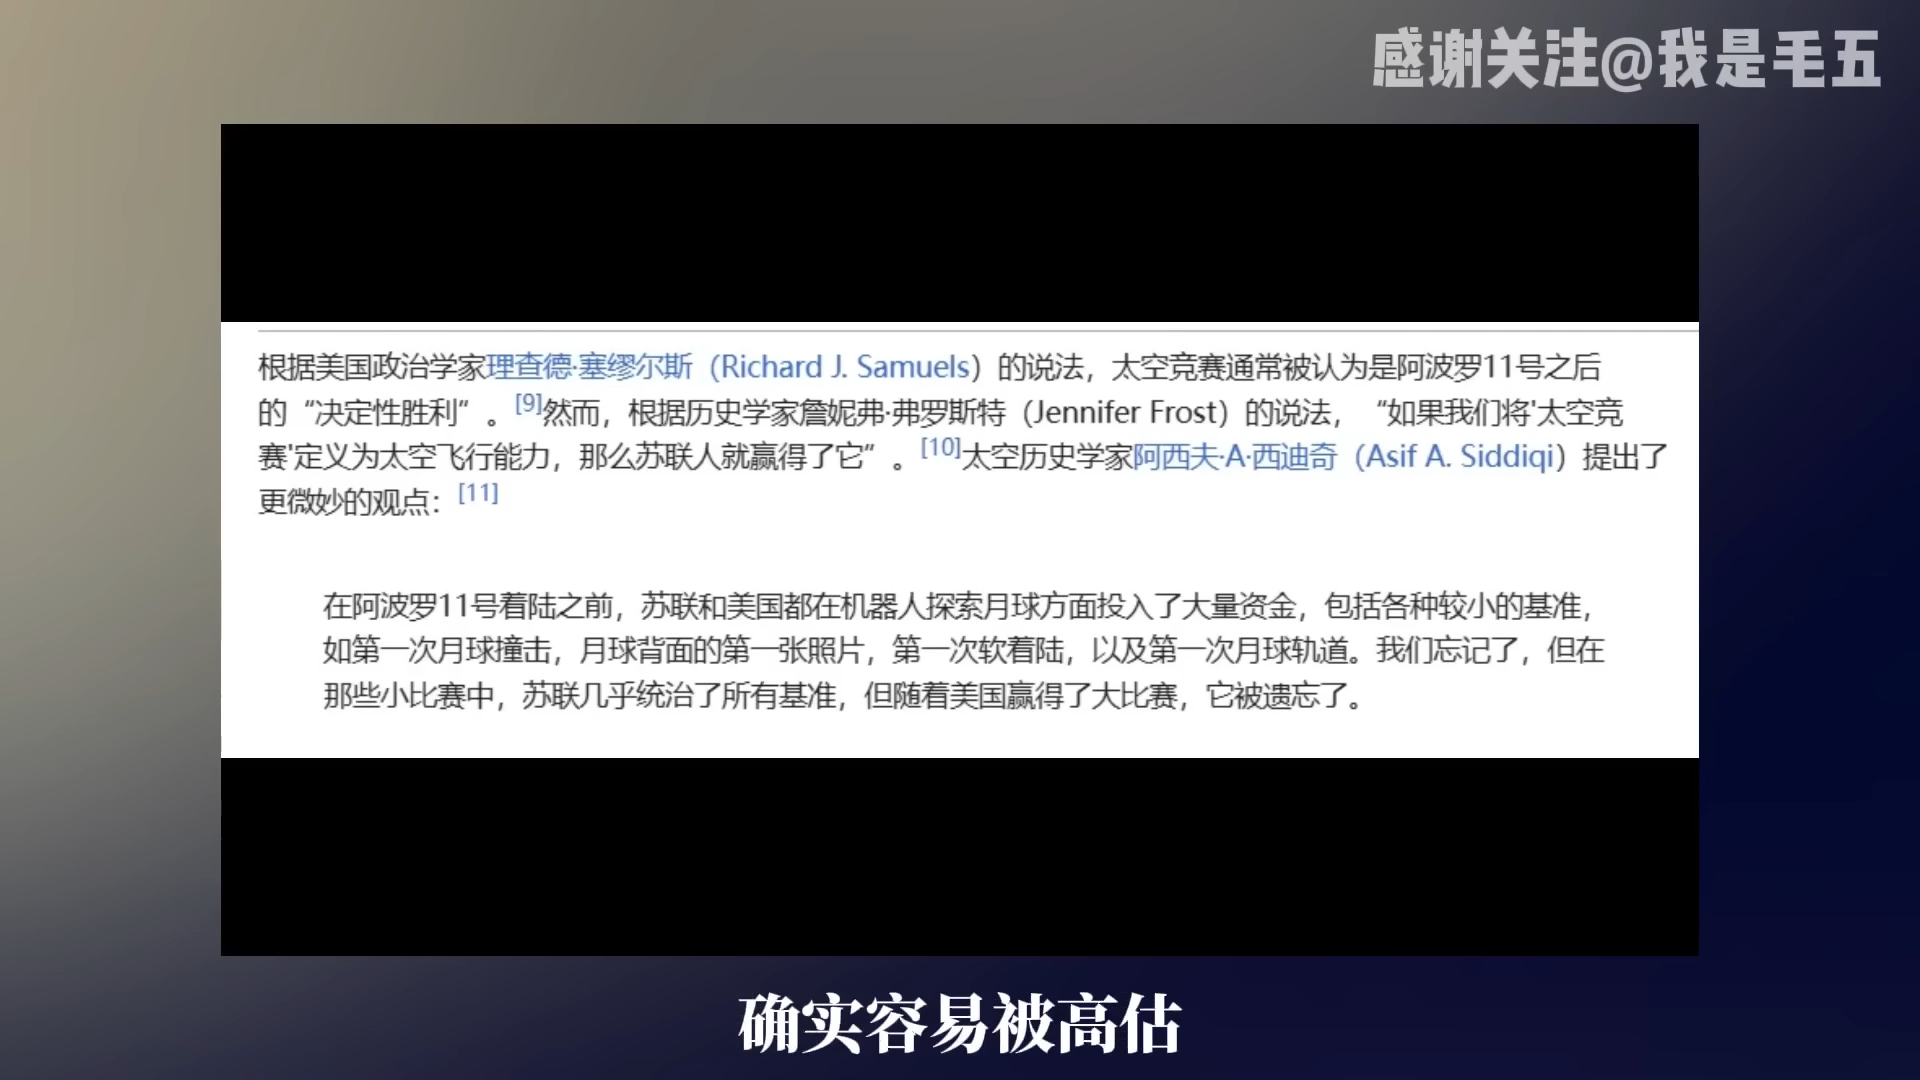 感谢关注@我是毛五
根据美国政治学家理查德·塞缪尔斯（Richard J. Samuels）的说法，太空竞赛通常被认为是阿波罗11号之后
的“决定性胜利”。[9]然而，根据历史学家詹妮弗·弗罗斯特（Jennifer Frost）的说法，“如果我们将'太空竞
赛'定义为太空飞行能力，那么苏联人就赢得了它”。[10]太空历史学家阿西夫·A·西迪奇（Asif A. Siddiqi）提出了
更微妙的观点：[11]
在阿波罗11号着陆之前，苏联和美国都在机器人探索月球方面投入了大量资金，包括各种较小的基准，
如第一次月球撞击，月球背面的第一张照片，第一次软着陆，以及第一次月球轨道。我们忘记了，但在
那些小比赛中，苏联几乎统治了所有基准，但随着美国赢得了大比赛，它被遗忘了。
确实容易被高估